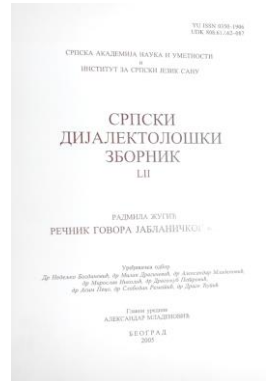 YU ISSN 0350-1906
UDK 808.61/.62-087
СРПСКА АКАДЕМИЈА НАУКА И УМЕТНОСТИ
и
ИНСТИТУТ ЗА СРПСКИ ЈЕЗИК САНУ
СРПСКИ
ДИЈАЛЕКТОЛОШКИ
ЗБОРНИК
LII
РАДМИЛА ЖУГИЋ
РЕЧНИК ГОВОРА ЈАБЛАНИЧКОГ
Уређивачки одбор
Др Недељко Богдановић, др Милан Драгичевић, др Александар Младеновић,
др Мирослав Николић, др Драгољуб Петровић,
др Асим Пецо, др Слободан Реметић, др Драго Ћупић
Главни уредник
АЛЕКСАНДАР МЛАДЕНОВИЋ
БЕОГРАД
2005